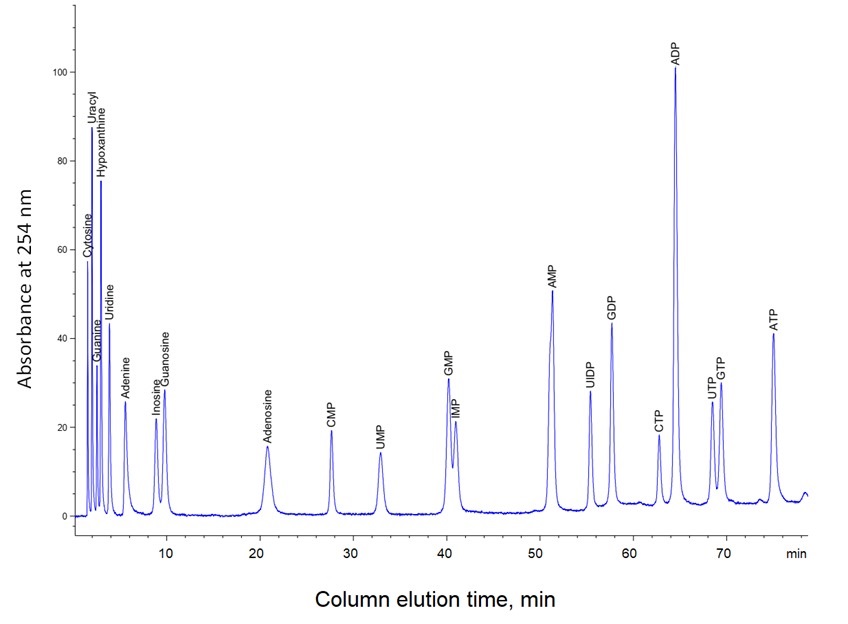 Absorbance at 254 nm
100
80
60
40
20
0
Cytosine
Uracyl
Guanine
Hypoxanthine
Uridine
Adenine
Inosine
Guanosine
Adenosine
CMP
UMP
GMP
IMP
AMP
UIDP
GDP
CTP
ADP
UTP
GTP
ATP
10 20 30 40 50 60 70 min
Column elution time, min